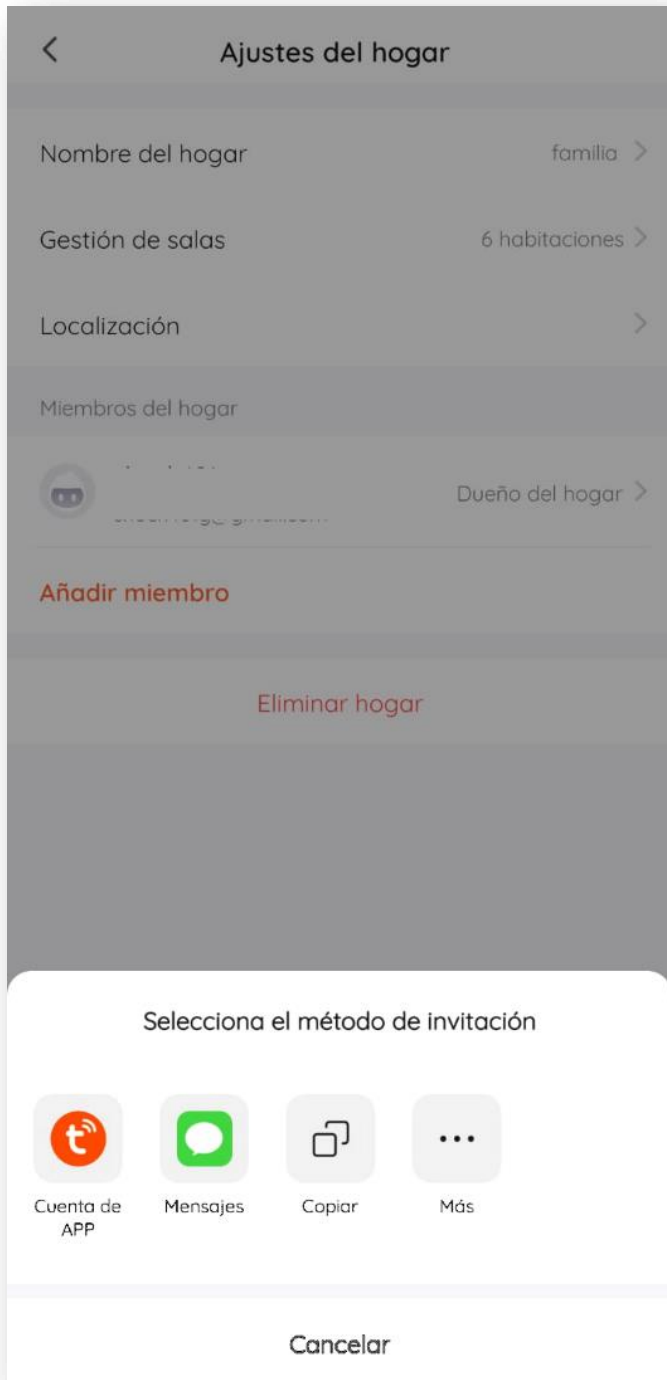 Ajustes del hogar
Nombre del hogar
familia
Gestión de salas
6 habitaciones
Localización
Miembros del hogar
Dueño del hogar
Añadir miembro
Eliminar hogar
Selecciona el método de invitación
Cuenta de
APP
Mensajes
Copiar
Más
Cancelar